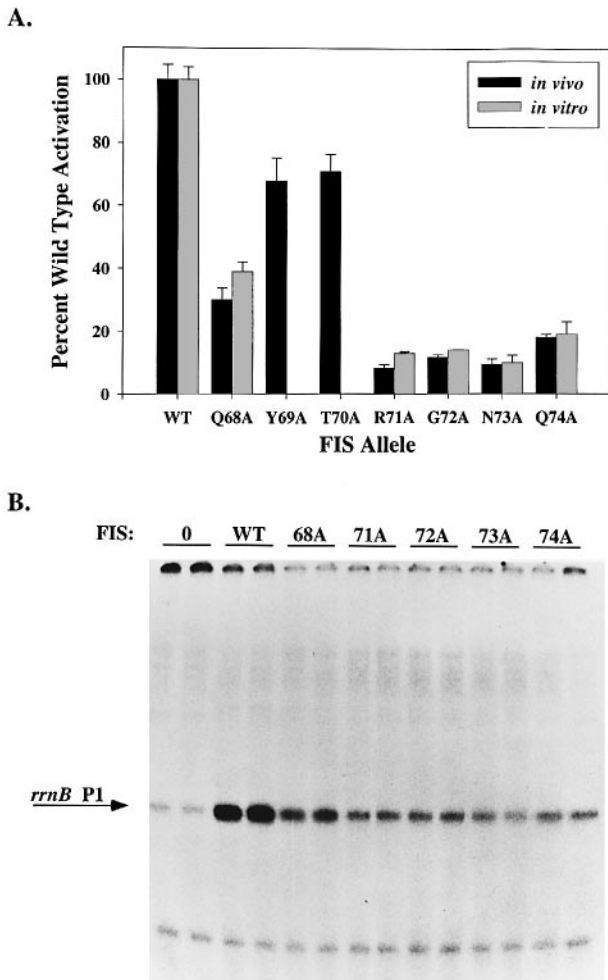 A.
Percent Wild Type Activation
100
80
60
40
20
0
in vivo
in vitro
WT Q68A Y69A T70A R71A G72A N73A Q74A
FIS Allele
B.
FIS: 0 WT 68A 71A 72A 73A 74A
rrnB P1